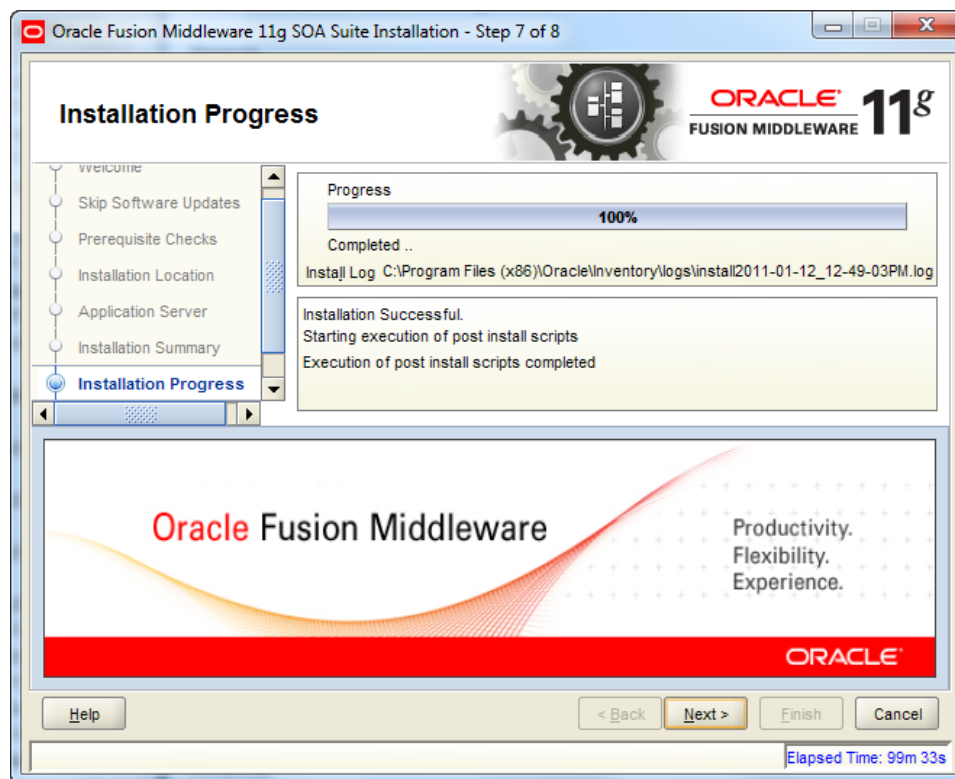 Oracle Fusion Middleware 11g SOA Suite Installation - Step 7 of 8
Installation Progress
ORACLE
FUSION MIDDLEWARE 11g
Welcome
Skip Software Updates
Prerequisite Checks
Installation Location
Application Server
Installation Summary
Installation Progress
Progress
100%
Completed ..
Install Log C:\Program Files (x86)\Oracle\Inventory\logs\install2011-01-12_12-49-03PM.log
Installation Successful.
Starting execution of post install scripts
Execution of post install scripts completed
Oracle Fusion Middleware
Productivity.
Flexibility.
Experience.
ORACLE
Help
< Back
Next >
Finish
Cancel
Elapsed Time: 99m 33s